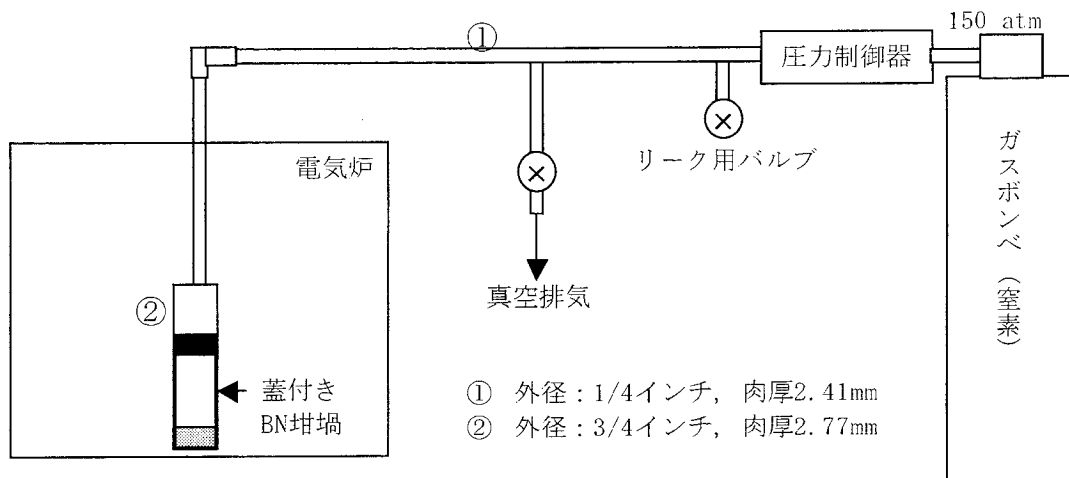 150 atm
①
圧力制御器
電気炉
リーク用バルブ
ガスボンベ（窒素）
真空排気
②
蓋付き
BN坩堝
① 外径：1/4インチ，肉厚2.41mm
② 外径：3/4インチ，肉厚2.77mm